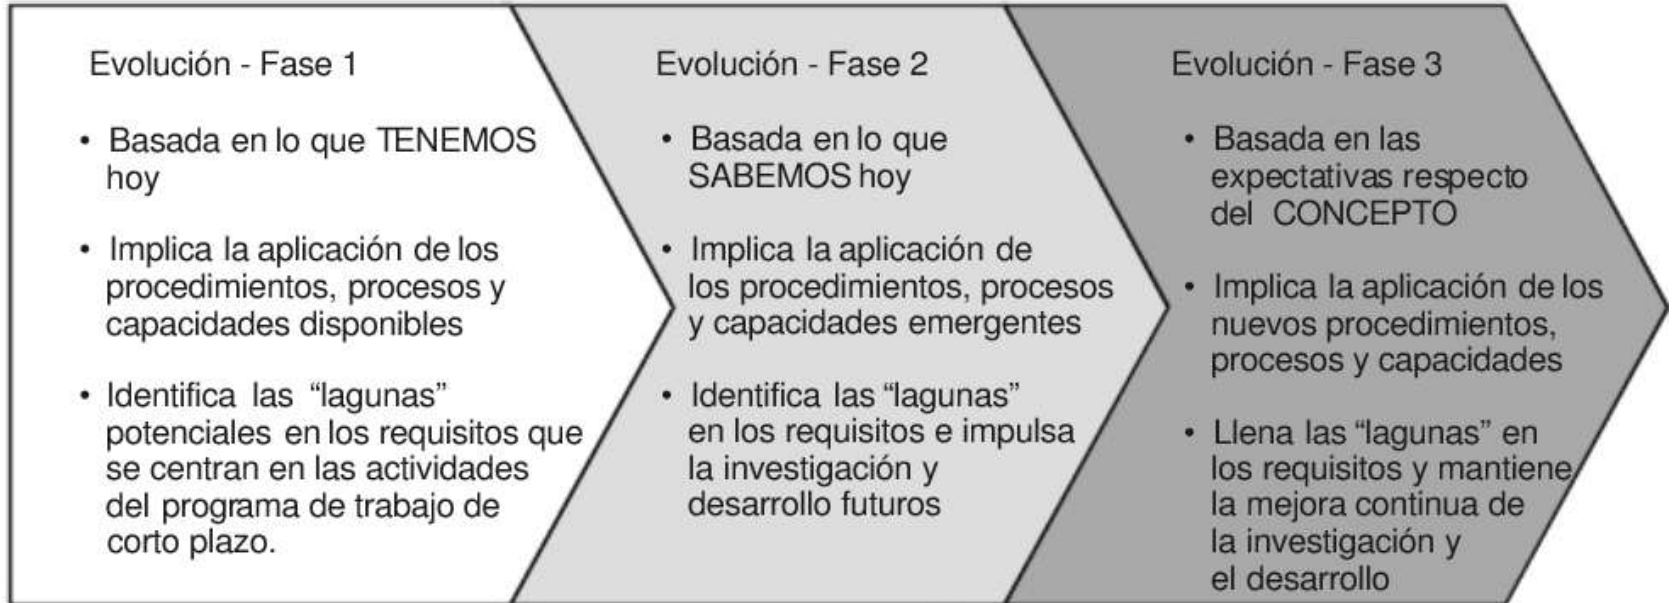 Evolución - Fase 1
• Basada en lo que TENEMOS
hoy
• Implica la aplicación de los
procedimientos, procesos y
capacidades disponibles
• Identifica las “lagunas”
potenciales en los requisitos que
se centran en las actividades
del programa de trabajo de
corto plazo.
Evolución - Fase 2
• Basada en lo que
SABEMOS hoy
• Implica la aplicación de
los procedimientos, procesos
y capacidades emergentes
• Identifica las “lagunas”
en los requisitos e impulsa
la investigación y
desarrollo futuros
Evolución - Fase 3
• Basada en las
expectativas respecto
del CONCEPTO
• Implica la aplicación de los
nuevos procedimientos,
procesos y capacidades
• Llena las “lagunas” en
los requisitos y mantiene
la mejora continua de
la investigación y
el desarrollo